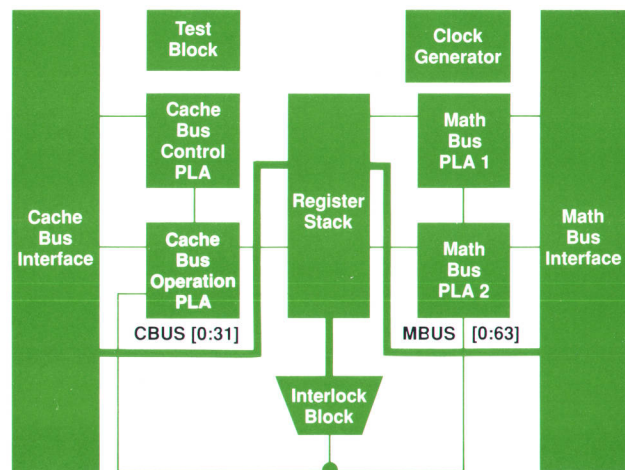 Test
Block
Clock
Generator
Cache
Bus
Control
PLA
Math
Bus
PLA 1
Cache
Bus
Interface
Register
Stack
Math
Bus
Interface
Cache
Bus
Operation
PLA
Math
Bus
PLA 2
CBUS [0:31]
MBUS [0:63]
Interlock
Block